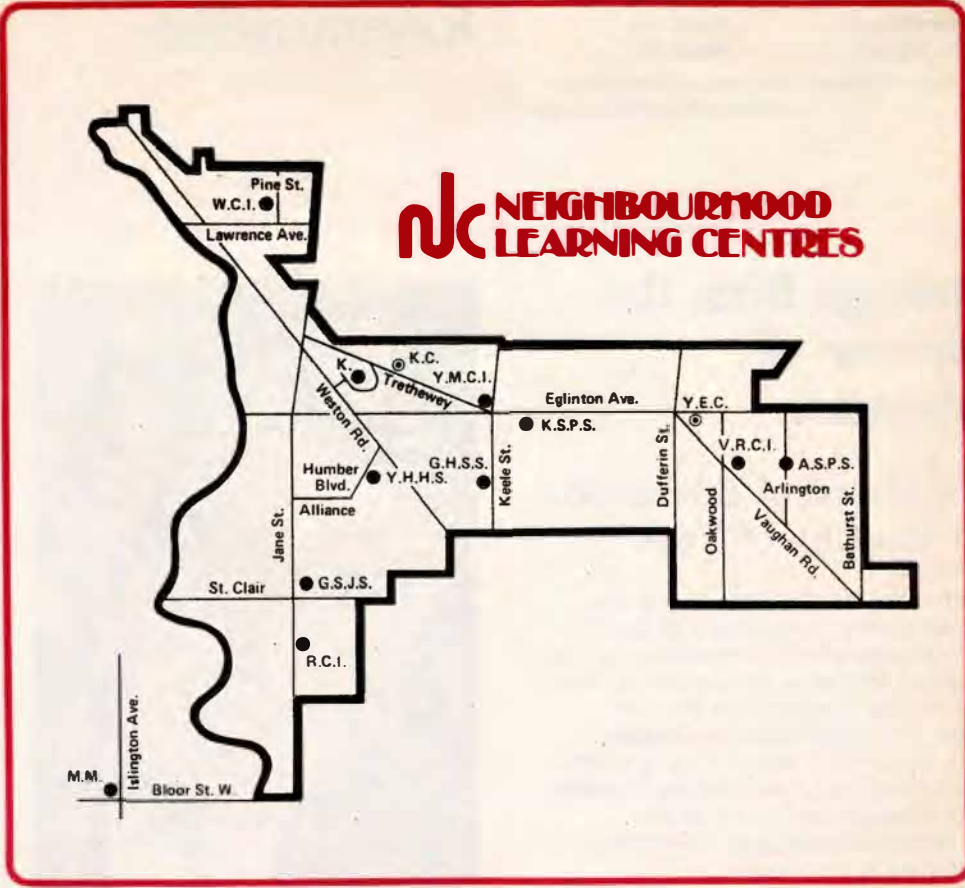 Pine St.
W.C.I.
Lawrence Ave.
nlc NEIGHBOURHOOD
LEARNING CENTRES
K.C.
K.
Y.M.C.I.
Tretheway
Weston Rd.
Eglinton Ave.
Y.E.C.
K.S.P.S.
V.R.C.I.
A.S.P.S.
G.H.S.S.
Keele St.
Dufferin St.
Humber
Blvd.
Y.H.H.S.
Arlington
Alliance
Oakwood
Vaughan Rd.
Bathurst St.
Jane St.
St. Clair
G.S.J.S.
R.C.I.
Islington Ave.
M.M.
Bloor St. W.